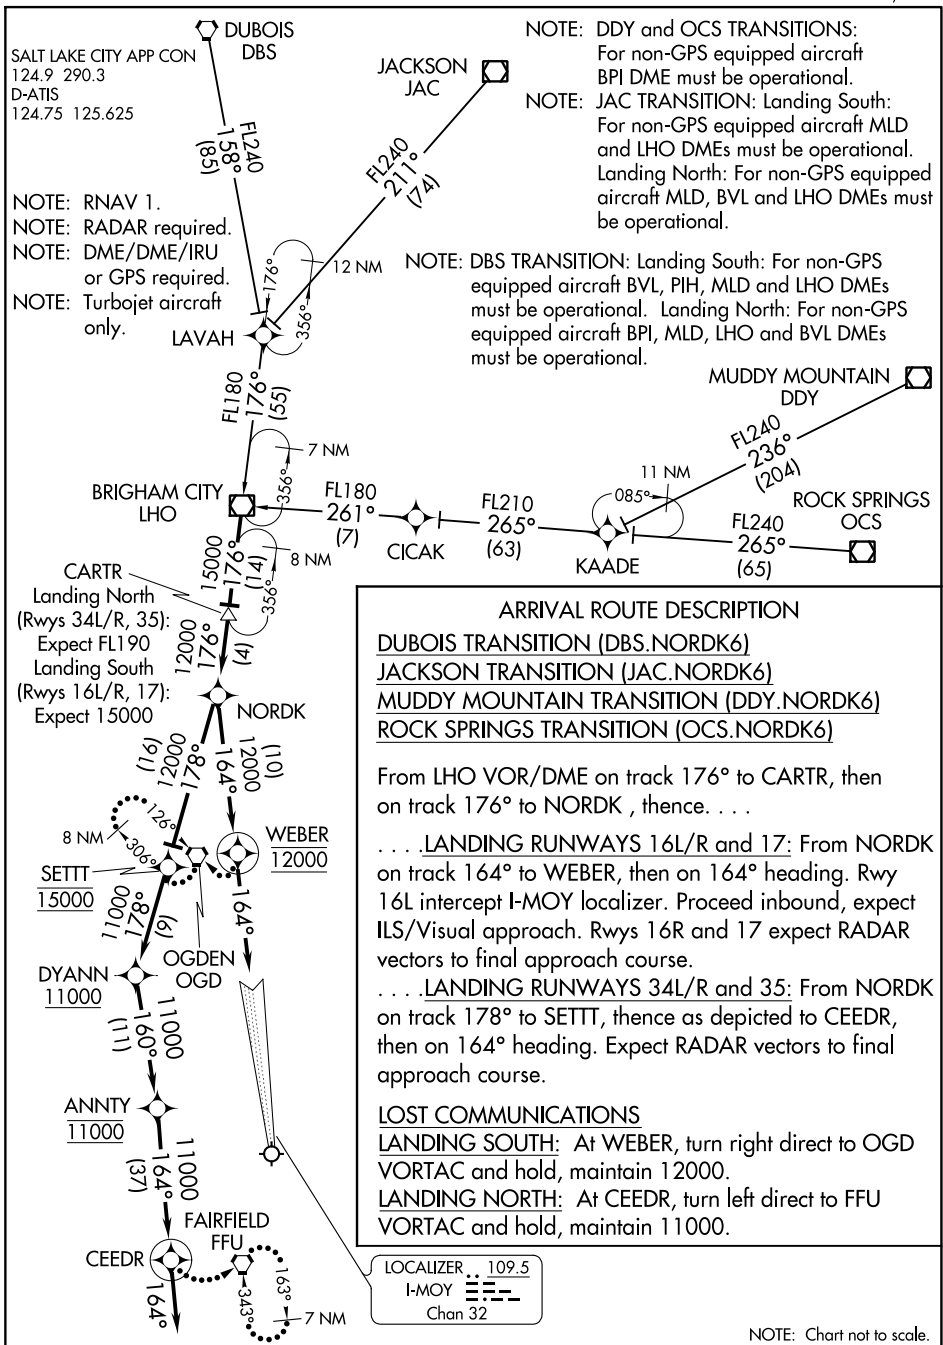 DUBOIS
DBS
SALT LAKE CITY APP CON
124.9 290.3
D-ATIS
124.75 125.625
JACKSON
JAC
NOTE: DDY and OCS TRANSITIONS:
For non-GPS equipped aircraft
BPI DME must be operational.
NOTE: JAC TRANSITION: Landing South:
For non-GPS equipped aircraft MLD
and LHO DMEs must be operational.
Landing North: For non-GPS equipped
aircraft MLD, BVL and LHO DMEs must
be operational.
FL240
158°
(85)
FL240
211°
(74)
NOTE: RNAV 1.
NOTE: RADAR required.
NOTE: DME/DME/IRU
or GPS required.
NOTE: Turbojet aircraft
only.
176°
12 NM
356°
LAVAH
NOTE: DBS TRANSITION: Landing South: For non-GPS
equipped aircraft BVL, PIH, MLD and LHO DMEs
must be operational. Landing North: For non-GPS
equipped aircraft BPI, MLD, LHO and BVL DMEs
must be operational.
MUDDY MOUNTAIN
DDY
FL180
176°
(55)
FL240
236°
(204)
7 NM
356°
BRIGHAM CITY
LHO
FL180
261°
(7)
CICAK
FL210
265°
(63)
11 NM
085°
KAADE
FL240
265°
(65)
ROCK SPRINGS
OCS
15000
176°
(14)
8 NM
356°
CARTR
Landing North
(Rwys 34L/R, 35):
Expect FL190
Landing South
(Rwys 16L/R, 17):
Expect 15000
12000
176°
(4)
NORDK
(16)
12000
178°
(10)
12000
164°
126°
8 NM
306°
SETTT
15000
WEBER
12000
164°
OGDEN
OGD
11000
178°
(9)
DYANN
11000
11000
160°
(11)
ANNTY
11000
11000
164°
(37)
CEEDR
164°
FAIRFIELD
FFU
163°
343°
7 NM
LOCALIZER 109.5
I-MOY
Chan 32
ARRIVAL ROUTE DESCRIPTION
DUBOIS TRANSITION (DBS.NORDK6)
JACKSON TRANSITION (JAC.NORDK6)
MUDDY MOUNTAIN TRANSITION (DDY.NORDK6)
ROCK SPRINGS TRANSITION (OCS.NORDK6)
From LHO VOR/DME on track 176° to CARTR, then
on track 176° to NORDK , thence. . . .
. . . .LANDING RUNWAYS 16L/R and 17: From NORDK
on track 164° to WEBER, then on 164° heading. Rwy
16L intercept I-MOY localizer. Proceed inbound, expect
ILS/Visual approach. Rwys 16R and 17 expect RADAR
vectors to final approach course.
. . . .LANDING RUNWAYS 34L/R and 35: From NORDK
on track 178° to SETTT, thence as depicted to CEEDR,
then on 164° heading. Expect RADAR vectors to final
approach course.
LOST COMMUNICATIONS
LANDING SOUTH: At WEBER, turn right direct to OGD
VORTAC and hold, maintain 12000.
LANDING NORTH: At CEEDR, turn left direct to FFU
VORTAC and hold, maintain 11000.
NOTE: Chart not to scale.